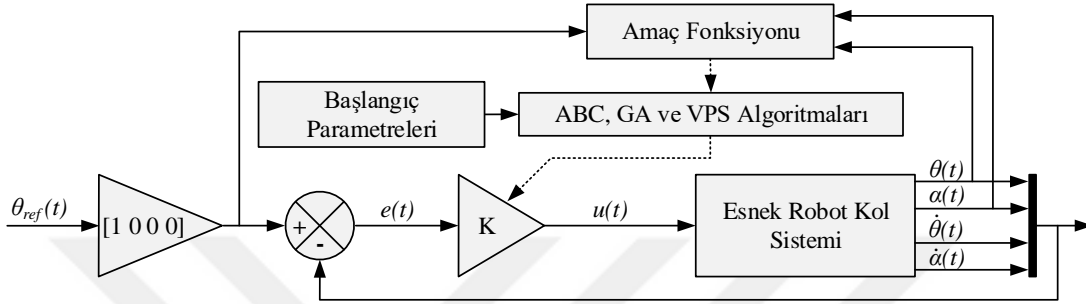 Amaç Fonksiyonu
Başlangıç
Parametreleri
ABC, GA ve VPS Algoritmaları
θref(t)
[1 0 0 0]
+
-
e(t)
K
u(t)
Esnek Robot Kol
Sistemi
θ(t)
α(t)
θ̇(t)
α̇(t)